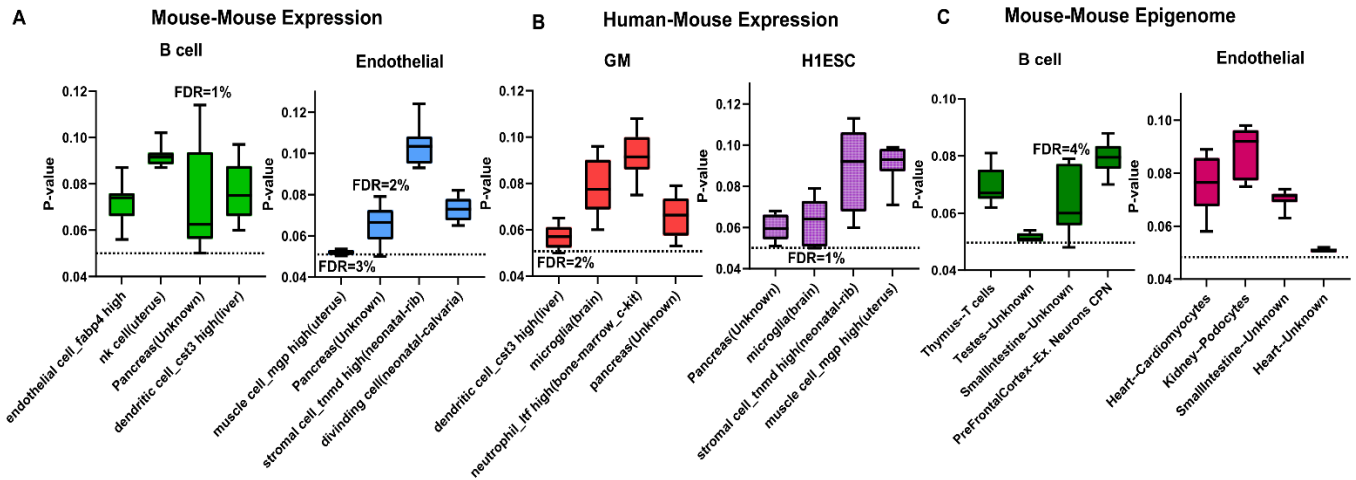 A
Mouse-Mouse Expression
B cell
P-value
0.12
0.10
0.08
0.06
0.04
FDR=1%
endothelial cell_fabp4 high
nk cell(uterus)
Pancreas(Unknown)
dendritic cell_cst3 high(liver)
Endothelial
P-value
0.12
0.10
0.08
0.06
0.04
FDR=2%
FDR=3%
muscle cell_mgp high(uterus)
Pancreas(Unknown)
stromal cell_tnmd high(neonatal-rib)
divinding cell(neonatal-calvaria)
B
Human-Mouse Expression
GM
P-value
0.12
0.10
0.08
0.06
0.04
FDR=2%
dendritic cell_cst3 high(liver)
microglia(brain)
neutrophil_ltf high(bone-narrow_c-kit)
pancreas(Unknown)
H1ESC
P-value
0.12
0.10
0.08
0.06
0.04
FDR=1%
Pancreas(Unknown)
microglia(brain)
stromal cell_tnmd high(neonatal-rib)
muscle cell_mgp high(uterus)
C
Mouse-Mouse Epigenome
B cell
P-value
0.10
0.08
0.06
0.04
FDR=4%
Thymus--T cells
Testes--Unknown
SmallIntestine--Unknown
PreFrontalCortex--Ex. Neurons CPN
Endothelial
P-value
0.10
0.08
0.06
0.04
Heart--Cardiomyocytes
Kidney--Podocytes
SmallIntestine--Unknown
Heart--Unknown